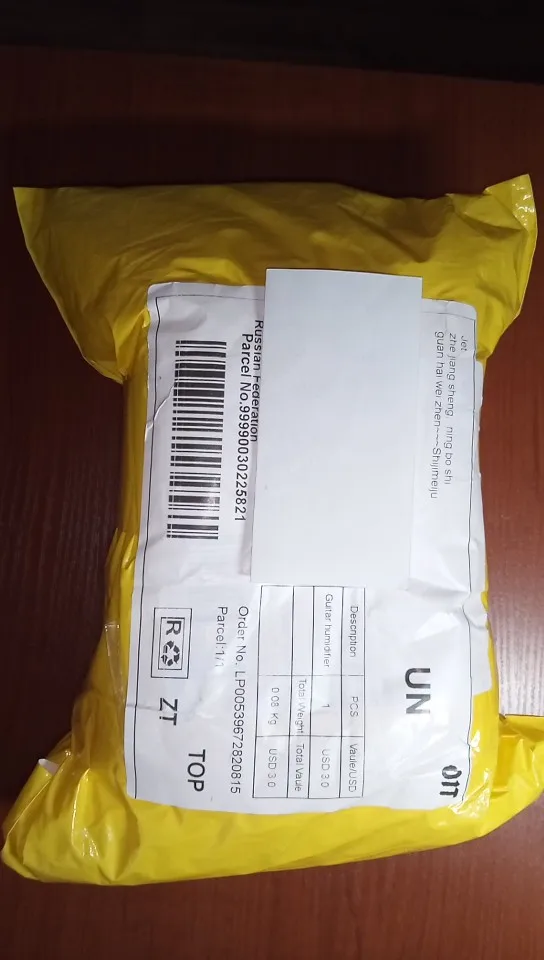 Jet
zhe jiang sheng, ning bo shi
guan hai wei zhen~~~Shijimeiju
UN
Description PCS Vaule/USD
Guitar humidifier 1 USD 3.0
Total Weight Total Vaule
0.08 Kg USD 3.0
Russian Federation
Parcel No.99990030225821
Order No. LP00539672820815
Parcel:1/1
R ZT TOP